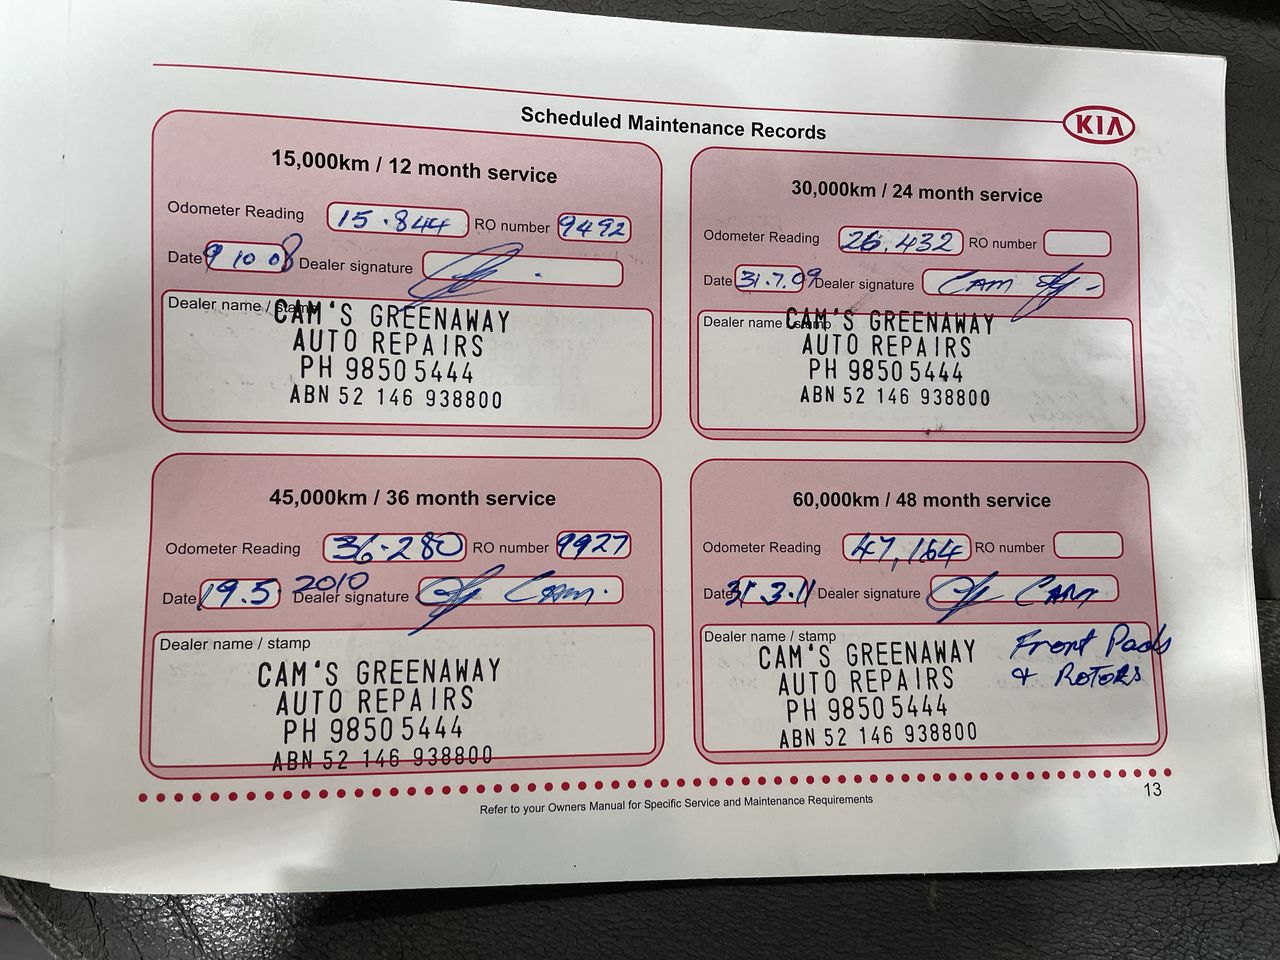 Scheduled Maintenance Records
KIA
15,000km / 12 month service
Odometer Reading 15.844 RO number 9492
Date 9 10 08 Dealer signature
Dealer name / stamp
CAM'S GREENAWAY
AUTO REPAIRS
PH 9850 5444
ABN 52 146 938800
30,000km / 24 month service
Odometer Reading 26,432 RO number
Date 31.7.09 Dealer signature CAM
Dealer name / stamp
CAM'S GREENAWAY
AUTO REPAIRS
PH 9850 5444
ABN 52 146 938800
45,000km / 36 month service
Odometer Reading 36.280 RO number 9927
Date 19.5 2010 Dealer signature CAM.
Dealer name / stamp
CAM'S GREENAWAY
AUTO REPAIRS
PH 9850 5444
ABN 52 146 938800
60,000km / 48 month service
Odometer Reading 47,164 RO number
Date 31.3.11 Dealer signature CAM
Dealer name / stamp
CAM'S GREENAWAY
AUTO REPAIRS
PH 9850 5444
ABN 52 146 938800
Front Pads
& ROTORS
Refer to your Owners Manual for Specific Service and Maintenance Requirements
13